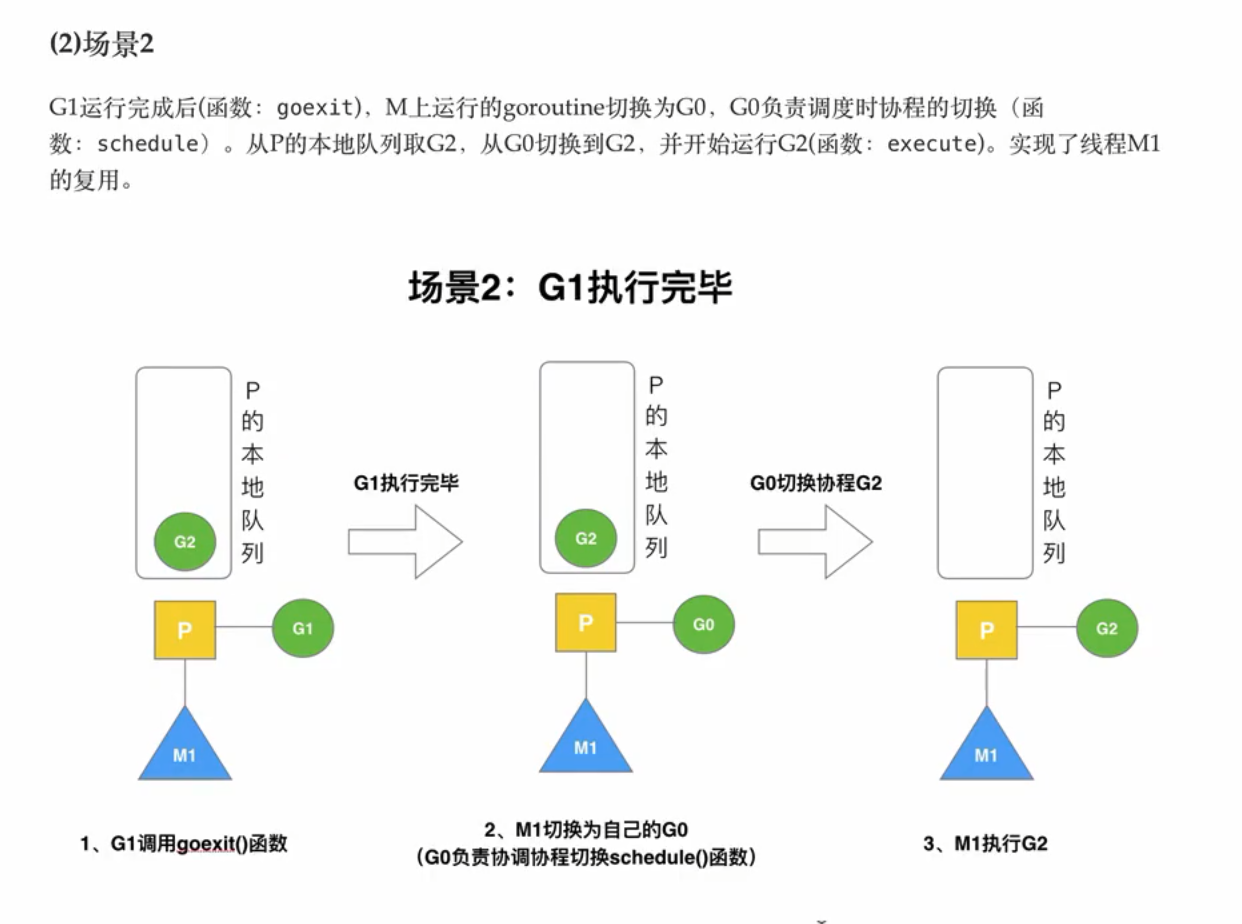 (2)场景2
G1运行完成后(函数：goexit)，M上运行的goroutine切换为G0，G0负责调度时协程的切换（函
数：schedule）。从P的本地队列取G2，从G0切换到G2，并开始运行G2(函数：execute)。实现了线程M1
的复用。
场景2：G1执行完毕
P的本地队列
G2
P
G1
M1
1、G1调用goexit()函数
G1执行完毕
P的本地队列
G2
P
G0
M1
2、M1切换为自己的G0
（G0负责协调协程切换schedule()函数）
G0切换协程G2
P的本地队列
P
G2
M1
3、M1执行G2